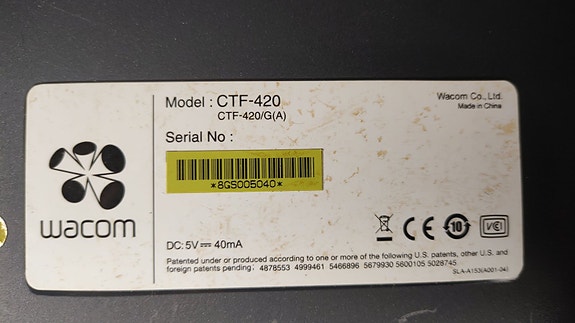 Model : CTF-420
CTF-420/G(A)
Wacom Co., Ltd.
Made in China
Serial No :
*8GS005040*
wacom
10
VCI
DC: 5V⎓ 40mA
Patented under or produced according to one or more of the following U.S. patents, other U.S. and
foreign patents pending; 4878553 4999461 5466896 5679930 5600105 5028745
SLA-A153(A001-04)